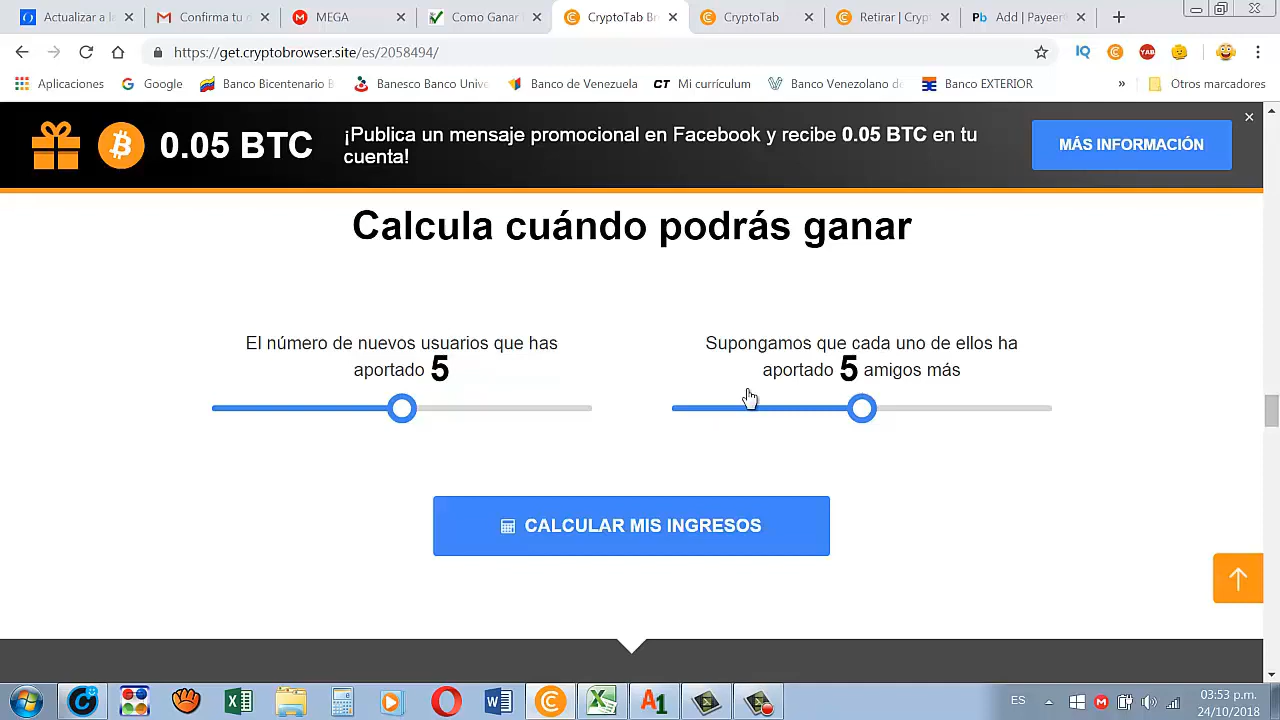 Actualizar a l
Confirma tu d
MEGA
Como Ganar
CryptoTab Br
CryptoTab
Retirar | Cryp
Pb Add | Payeer
https://get.cryptobrowser.site/es/2058494/
IQ
YAB
Aplicaciones
Google
Banco Bicentenario B
Banesco Banco Unive
Banco de Venezuela
CT Mi currículum
Banco Venezolano de
Banco EXTERIOR
»
Otros marcadores
0.05 BTC
¡Publica un mensaje promocional en Facebook y recibe 0.05 BTC en tu
cuenta!
MÁS INFORMACIÓN
Calcula cuándo podrás ganar
El número de nuevos usuarios que has
aportado 5
Supongamos que cada uno de ellos ha
aportado 5 amigos más
CALCULAR MIS INGRESOS
ES
03:53 p.m.
24/10/2018